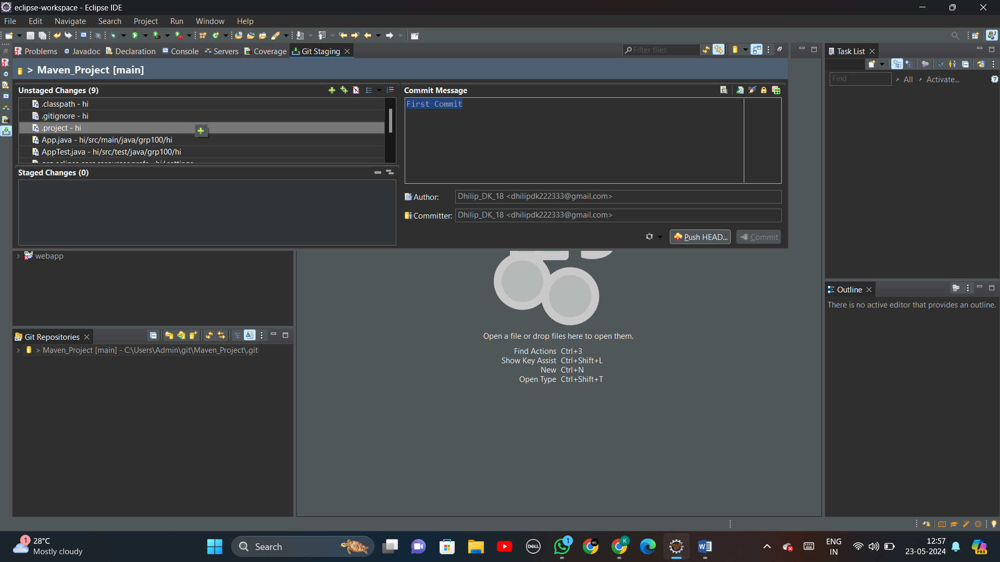 eclipse-workspace - Eclipse IDE
File Edit Navigate Search Project Run Window Help
Problems Javadoc Declaration Console Servers Coverage Git Staging
Filter files
> Maven_Project [main]
Unstaged Changes (9)
.classpath - hi
.gitignore - hi
.project - hi
App.java - hi/src/main/java/grp100/hi
AppTest.java - hi/src/test/java/grp100/hi
Staged Changes (0)
Commit Message
First Commit
Author: Dhilip_DK_18 <dhilipdk222333@gmail.com>
Committer: Dhilip_DK_18 <dhilipdk222333@gmail.com>
Push HEAD... Commit
Task List
Find All Activate...
webapp
Git Repositories
> Maven_Project [main] - C:\Users\Admin\git\Maven_Project\.git
Open a file or drop files here to open them.
Find Actions Ctrl+3
Show Key Assist Ctrl+Shift+L
New Ctrl+N
Open Type Ctrl+Shift+T
Outline
There is no active editor that provides an outline.
1
28°C
Mostly cloudy
Search
DELL
1
K
ENG
IN
12:57
23-05-2024
PRE